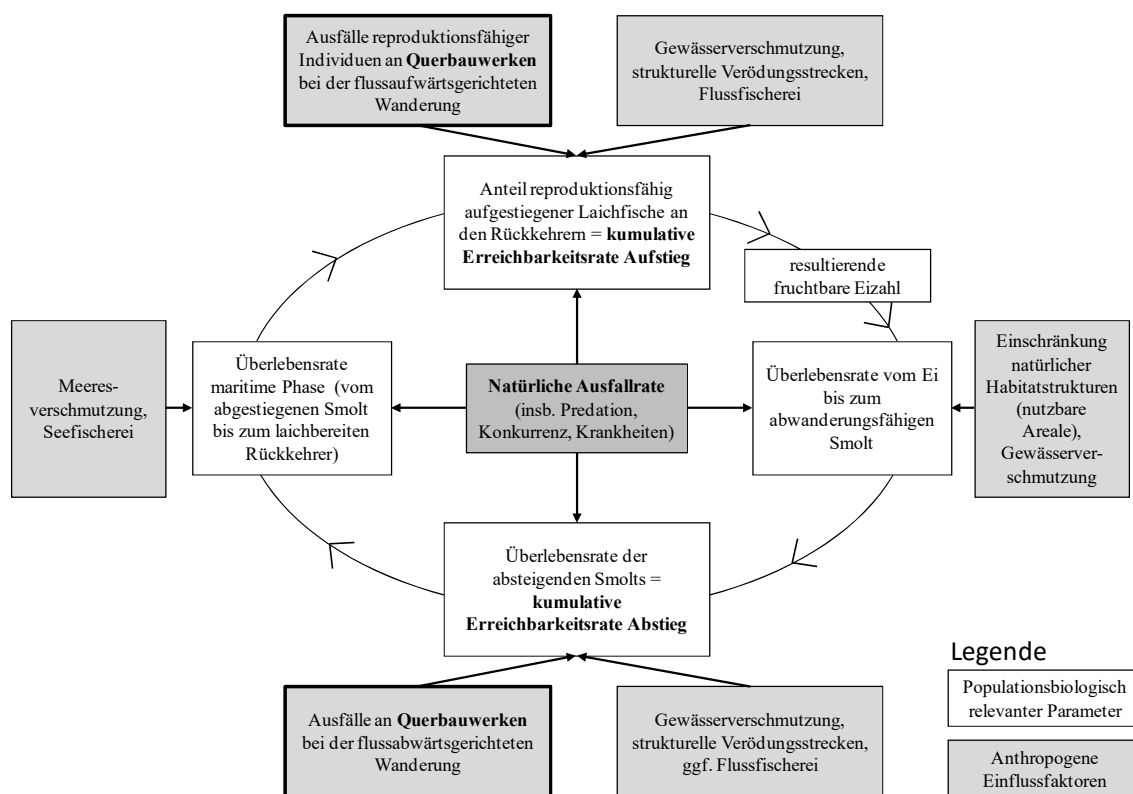 Ausfälle reproduktionsfähiger
Individuen an Querbauwerken
bei der flussaufwärtsgerichteten
Wanderung
Gewässerverschmutzung,
strukturelle Verödungsstrecken,
Flussfischerei
Anteil reproduktionsfähig
aufgestiegener Laichfische an
den Rückkehrern = kumulative
Erreichbarkeitsrate Aufstieg
resultierende
fruchtbare Eizahl
Meeres-
verschmutzung,
Seefischerei
Überlebensrate
maritime Phase (vom
abgestiegenen Smolt
bis zum laichbereiten
Rückkehrer)
Natürliche Ausfallrate
(insb. Predation,
Konkurrenz, Krankheiten)
Überlebensrate vom Ei
bis zum
abwanderungsfähigen
Smolt
Einschränkung
natürlicher
Habitatstrukturen
(nutzbare
Areale),
Gewässerver-
schmutzung
Überlebensrate der
absteigenden Smolts =
kumulative
Erreichbarkeitsrate Abstieg
Ausfälle an Querbauwerken
bei der flussabwärtsgerichteten
Wanderung
Gewässerverschmutzung,
strukturelle Verödungsstrecken,
ggf. Flussfischerei
Legende
Populationsbiologisch
relevanter Parameter
Anthropogene
Einflussfaktoren